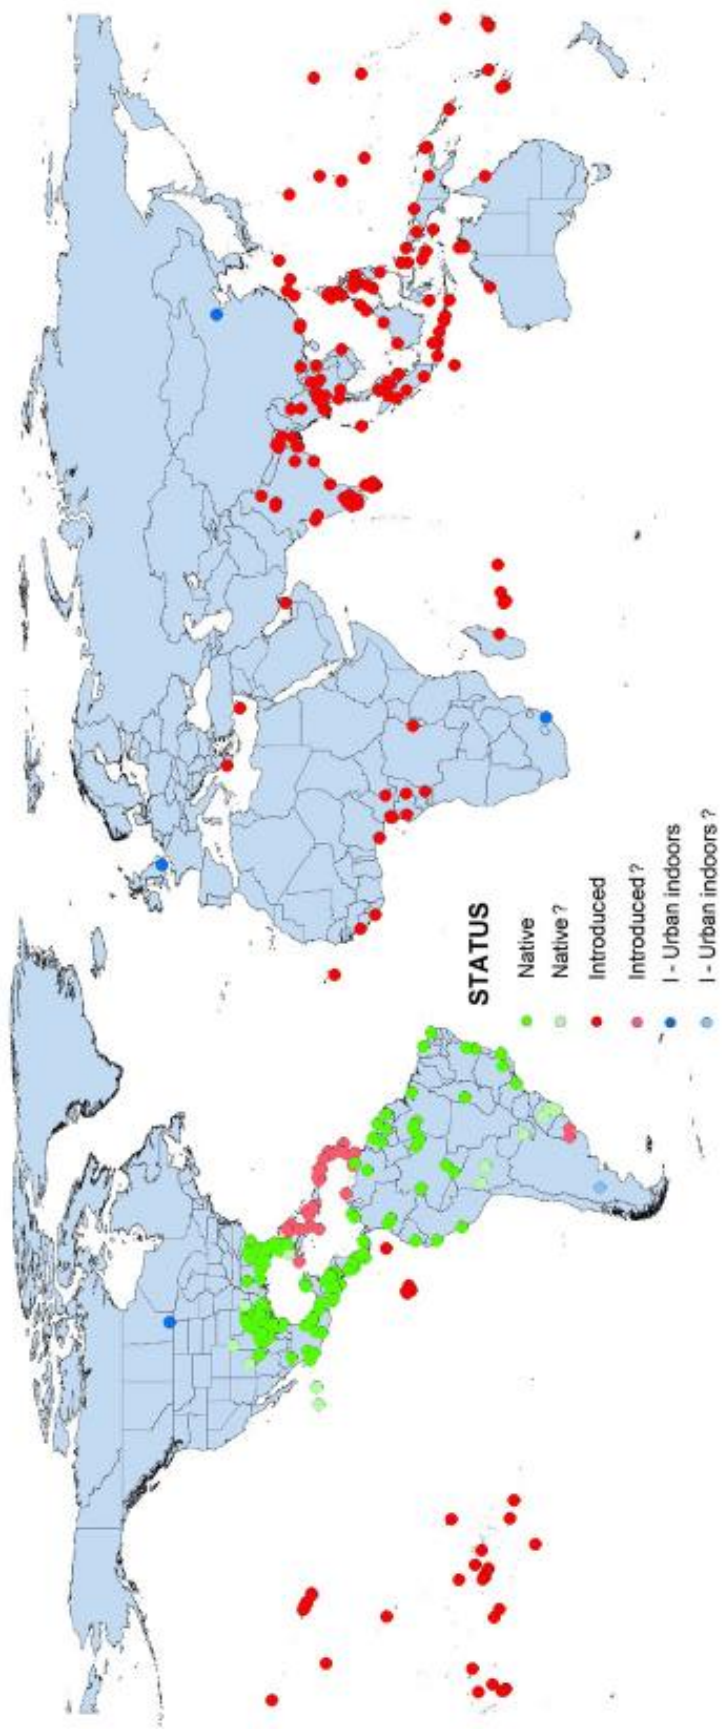 STATUS
Native
Native ?
Introduced
Introduced ?
I - Urban indoors
I - Urban indoors ?